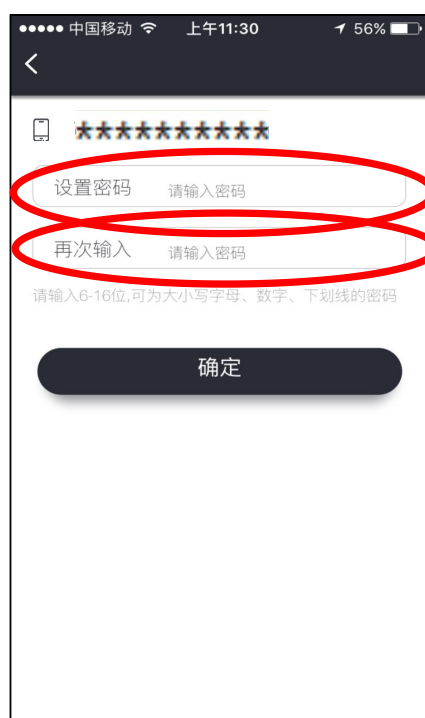 中国移动 上午11:30 56%
**********
设置密码 请输入密码
再次输入 请输入密码
请输入6-16位,可为大小写字母、数字、下划线的密码
确定